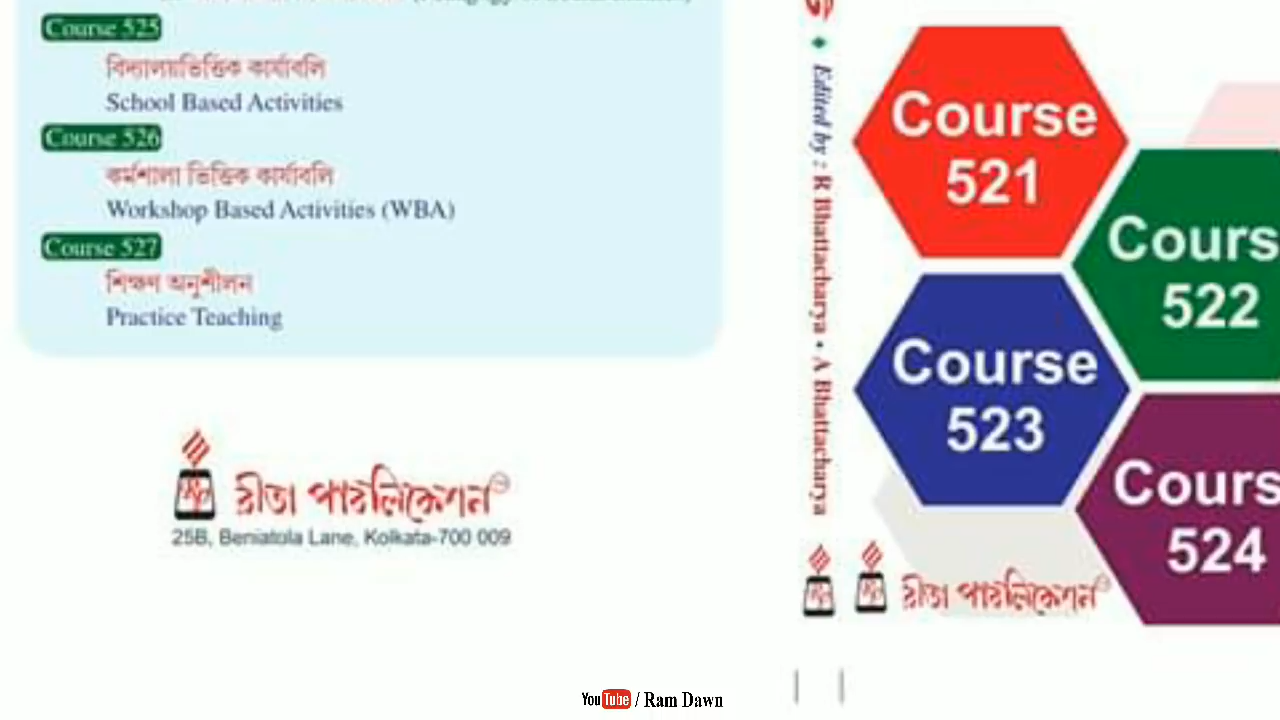 Course 525
বিদ্যালয়ভিত্তিক কার্যাবলি
School Based Activities
Course 526
কর্মশালা ভিত্তিক কার্যাবলি
Workshop Based Activities (WBA)
Course 527
শিক্ষণ অনুশীলন
Practice Teaching
রীতা পাবলিকেশন
25B, Beniatola Lane, Kolkata-700 009
Edited by : R Bhattacharya • A Bhattacharya
Course
521
Cours
522
Course
523
Cours
524
রীতা পাবলিকেশন
YouTube / Ram Dawn